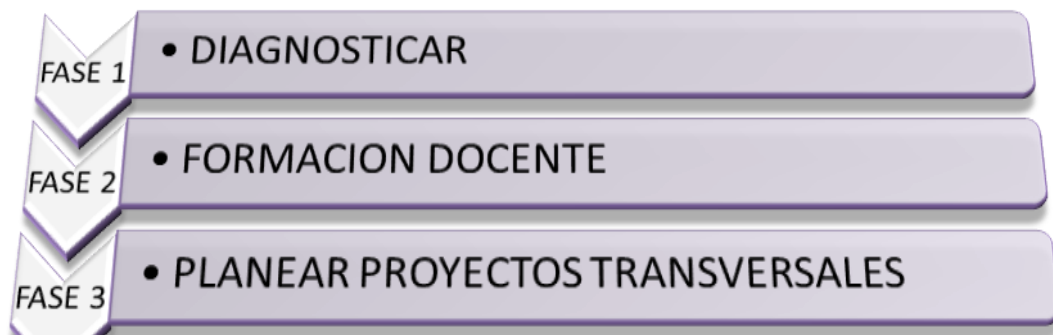 FASE 1
• DIAGNOSTICAR
FASE 2
• FORMACION DOCENTE
FASE 3
• PLANEAR PROYECTOS TRANSVERSALES